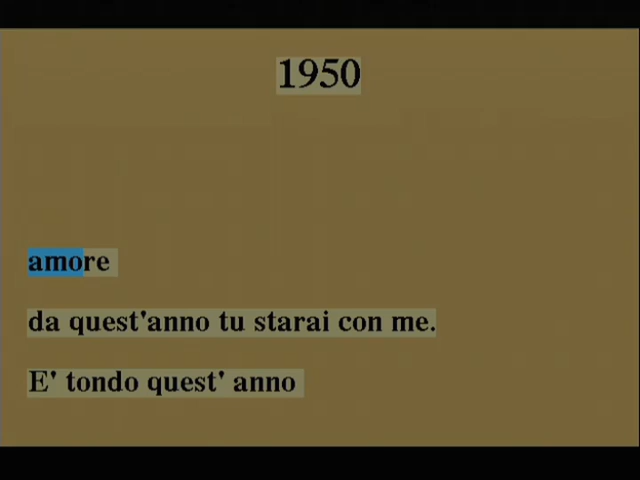 1950
amore
da quest'anno tu starai con me.
E' tondo quest' anno